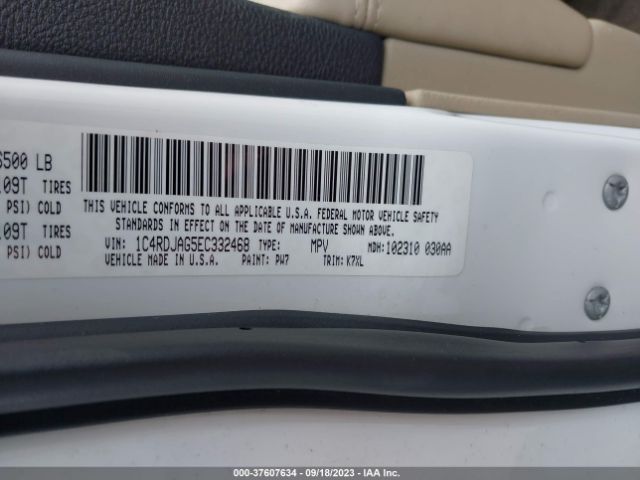 6500 LB
109T TIRES
PSI) COLD
109T TIRES
PSI) COLD
THIS VEHICLE CONFORMS TO ALL APPLICABLE U.S.A. FEDERAL MOTOR VEHICLE SAFETY
STANDARDS IN EFFECT ON THE DATE OF MANUFACTURE SHOWN ABOVE.
VIN: 1C4RDJAG5EC332468 TYPE: MPV MDH:102310 030AA
VEHICLE MADE IN U.S.A. PAINT: PW7 TRIM: K7XL
000-37607634 - 09/18/2023 - IAA Inc.